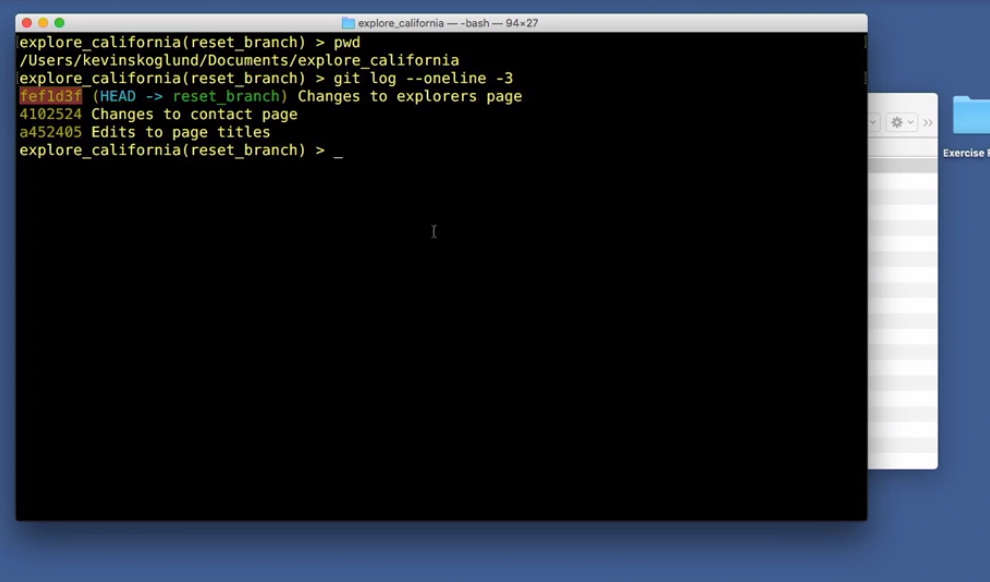 explore_california — -bash — 94×27
explore_california(reset_branch) > pwd
/Users/kevinskoglund/Documents/explore_california
explore_california(reset_branch) > git log --oneline -3
fef1d3f (HEAD -> reset_branch) Changes to explorers page
4102524 Changes to contact page
a452405 Edits to page titles
explore_california(reset_branch) > _
Exercise